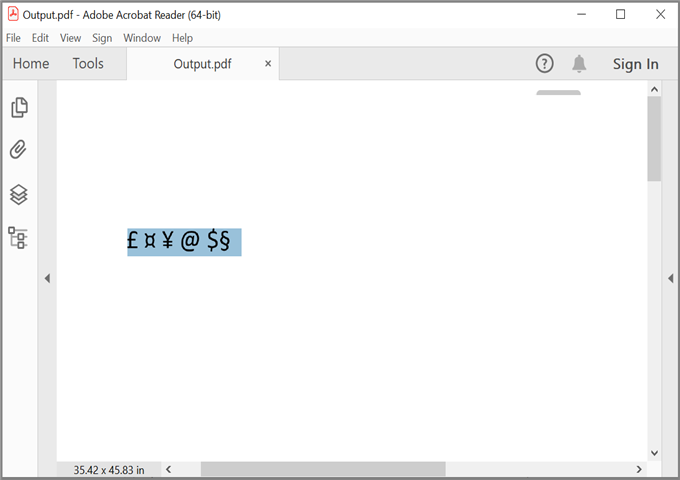 Output.pdf - Adobe Acrobat Reader (64-bit)
File Edit View Sign Window Help
Home Tools Output.pdf × ? Sign In
£ ¤ ¥ @ $§
35.42 x 45.83 in